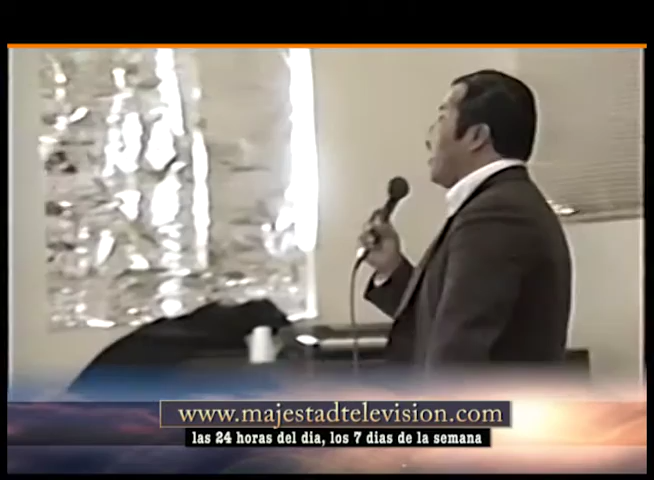 www.majestadtelevision.com
las 24 horas del dia, los 7 dias de la semana